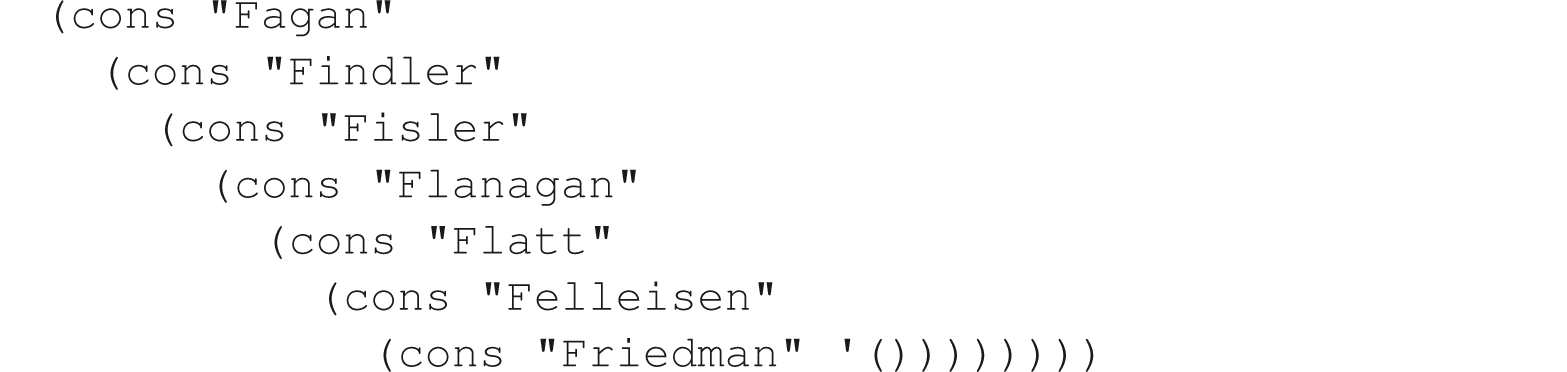 (cons "Fagan"
(cons "Findler"
(cons "Fisler"
(cons "Flanagan"
(cons "Flatt"
(cons "Felleisen"
(cons "Friedman" '())))))))